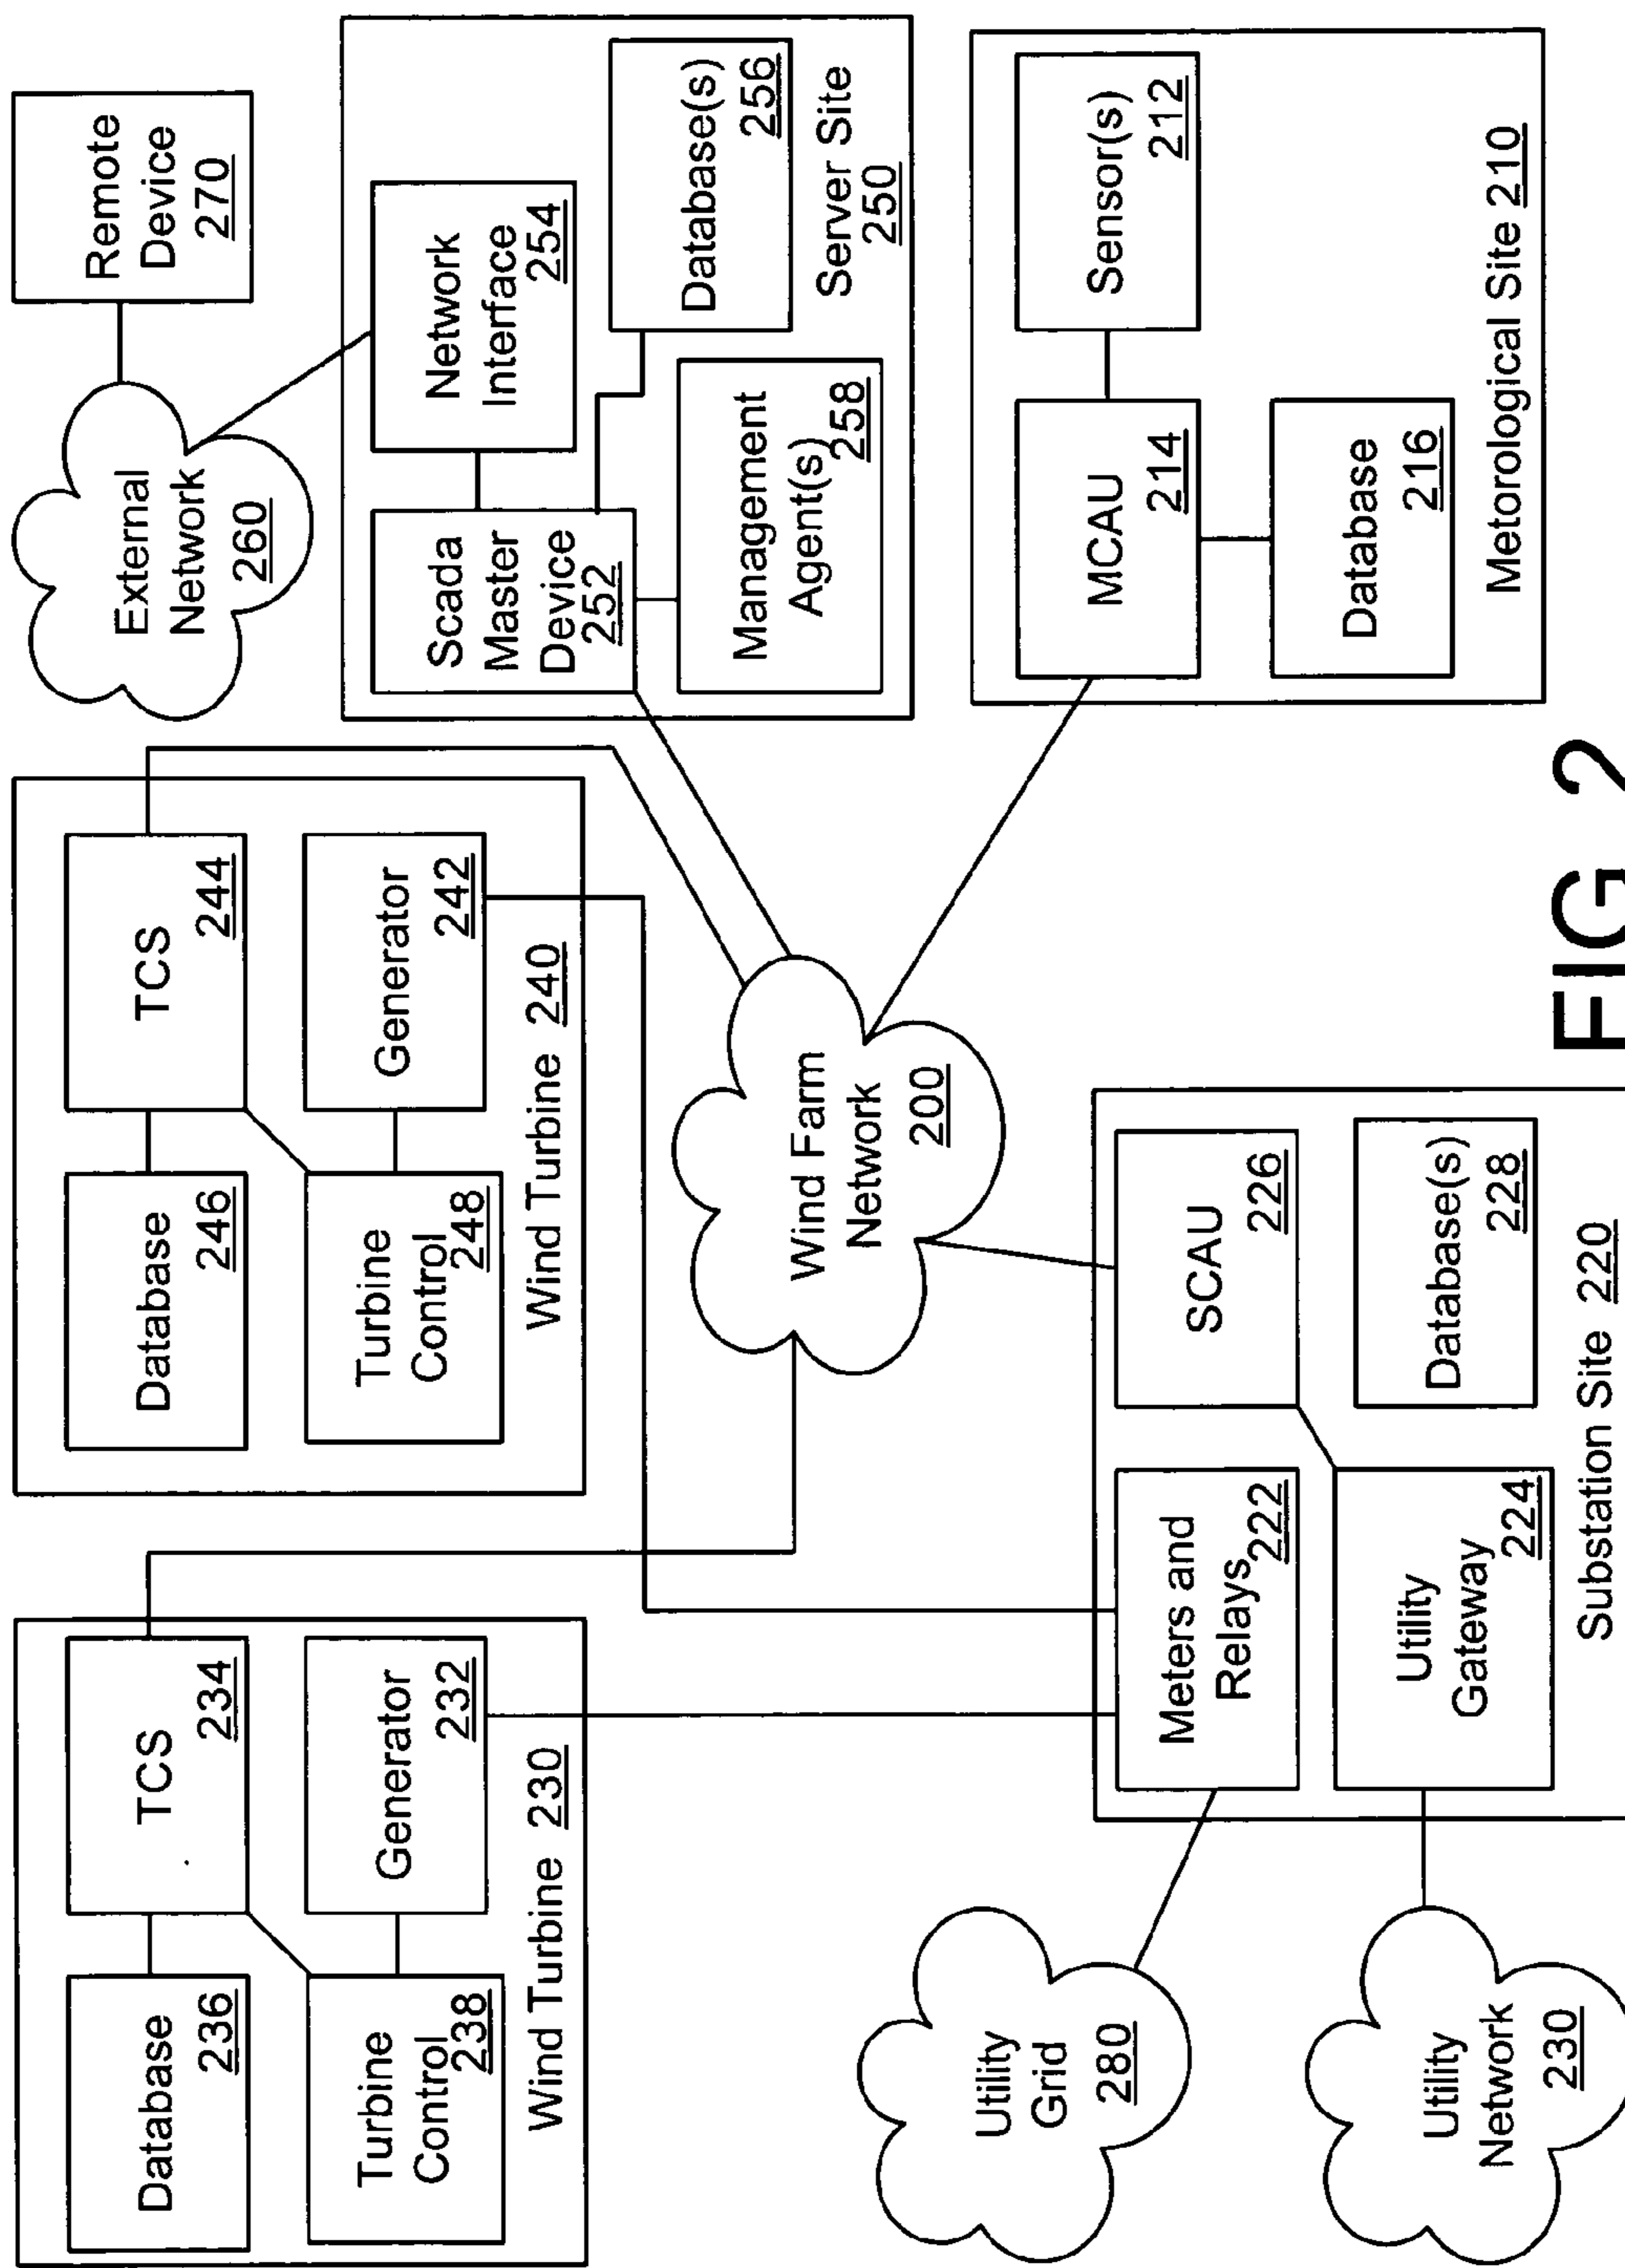 Database
236
TCS
234
Turbine
Control
238
Generator
232
Wind Turbine 230
Database
246
TCS
244
Turbine
Control
248
Generator
242
Wind Turbine 240
External
Network
260
Remote
Device
270
Scada
Master
Device
252
Network
Interface
254
Management
Agent(s)
258
Database(s)
256
Server Site
250
Wind Farm
Network
200
Utility
Grid
280
Utility
Network
230
Meters and
Relays
222
SCAU
226
Utility
Gateway
224
Database(s)
228
Substation Site 220
MCAU
214
Sensor(s)
212
Database
216
Metorological Site 210
FIG 2